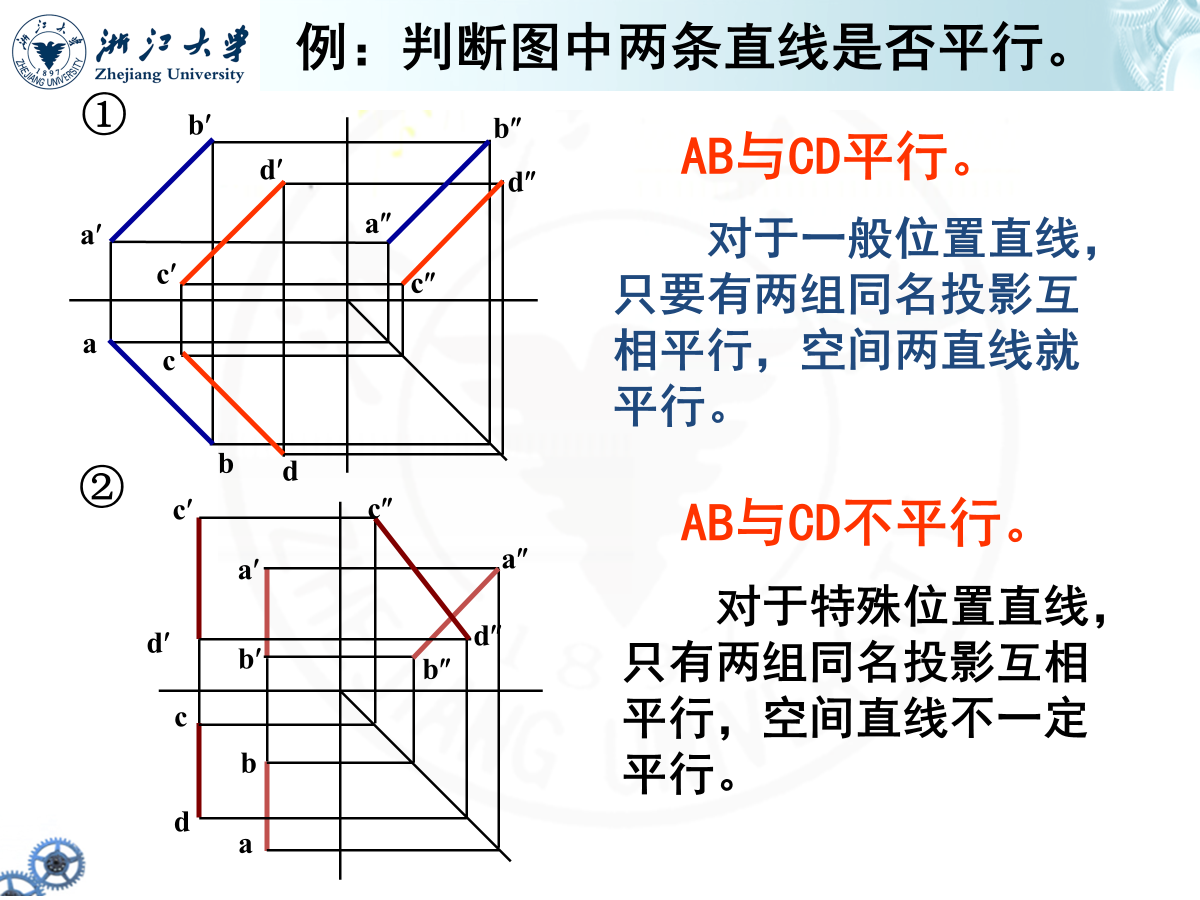 浙江大学
Zhejiang University
ZHEJIANG UNIVERSITY
1897
例：判断图中两条直线是否平行。
①
b′
b″
d′
d″
a′
a″
c′
c″
a
c
b
d
AB与CD平行。
对于一般位置直线，
只要有两组同名投影互
相平行，空间两直线就
平行。
②
c′
c″
a′
a″
d′
d″
b′
b″
c
b
d
a
AB与CD不平行。
对于特殊位置直线，
只有两组同名投影互相
平行，空间直线不一定
平行。